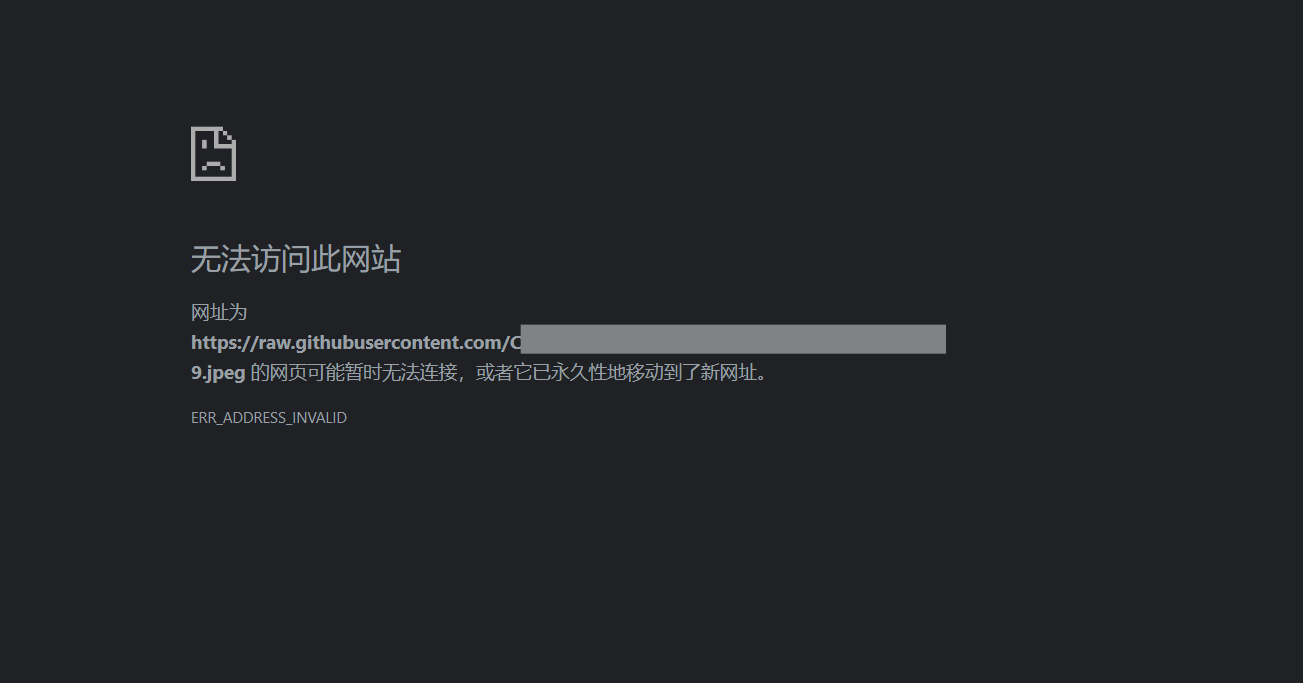 无法访问此网站
网址为
https://raw.githubusercontent.com/C
9.jpeg 的网页可能暂时无法连接，或者它已永久性地移动到了新网址。
ERR_ADDRESS_INVALID